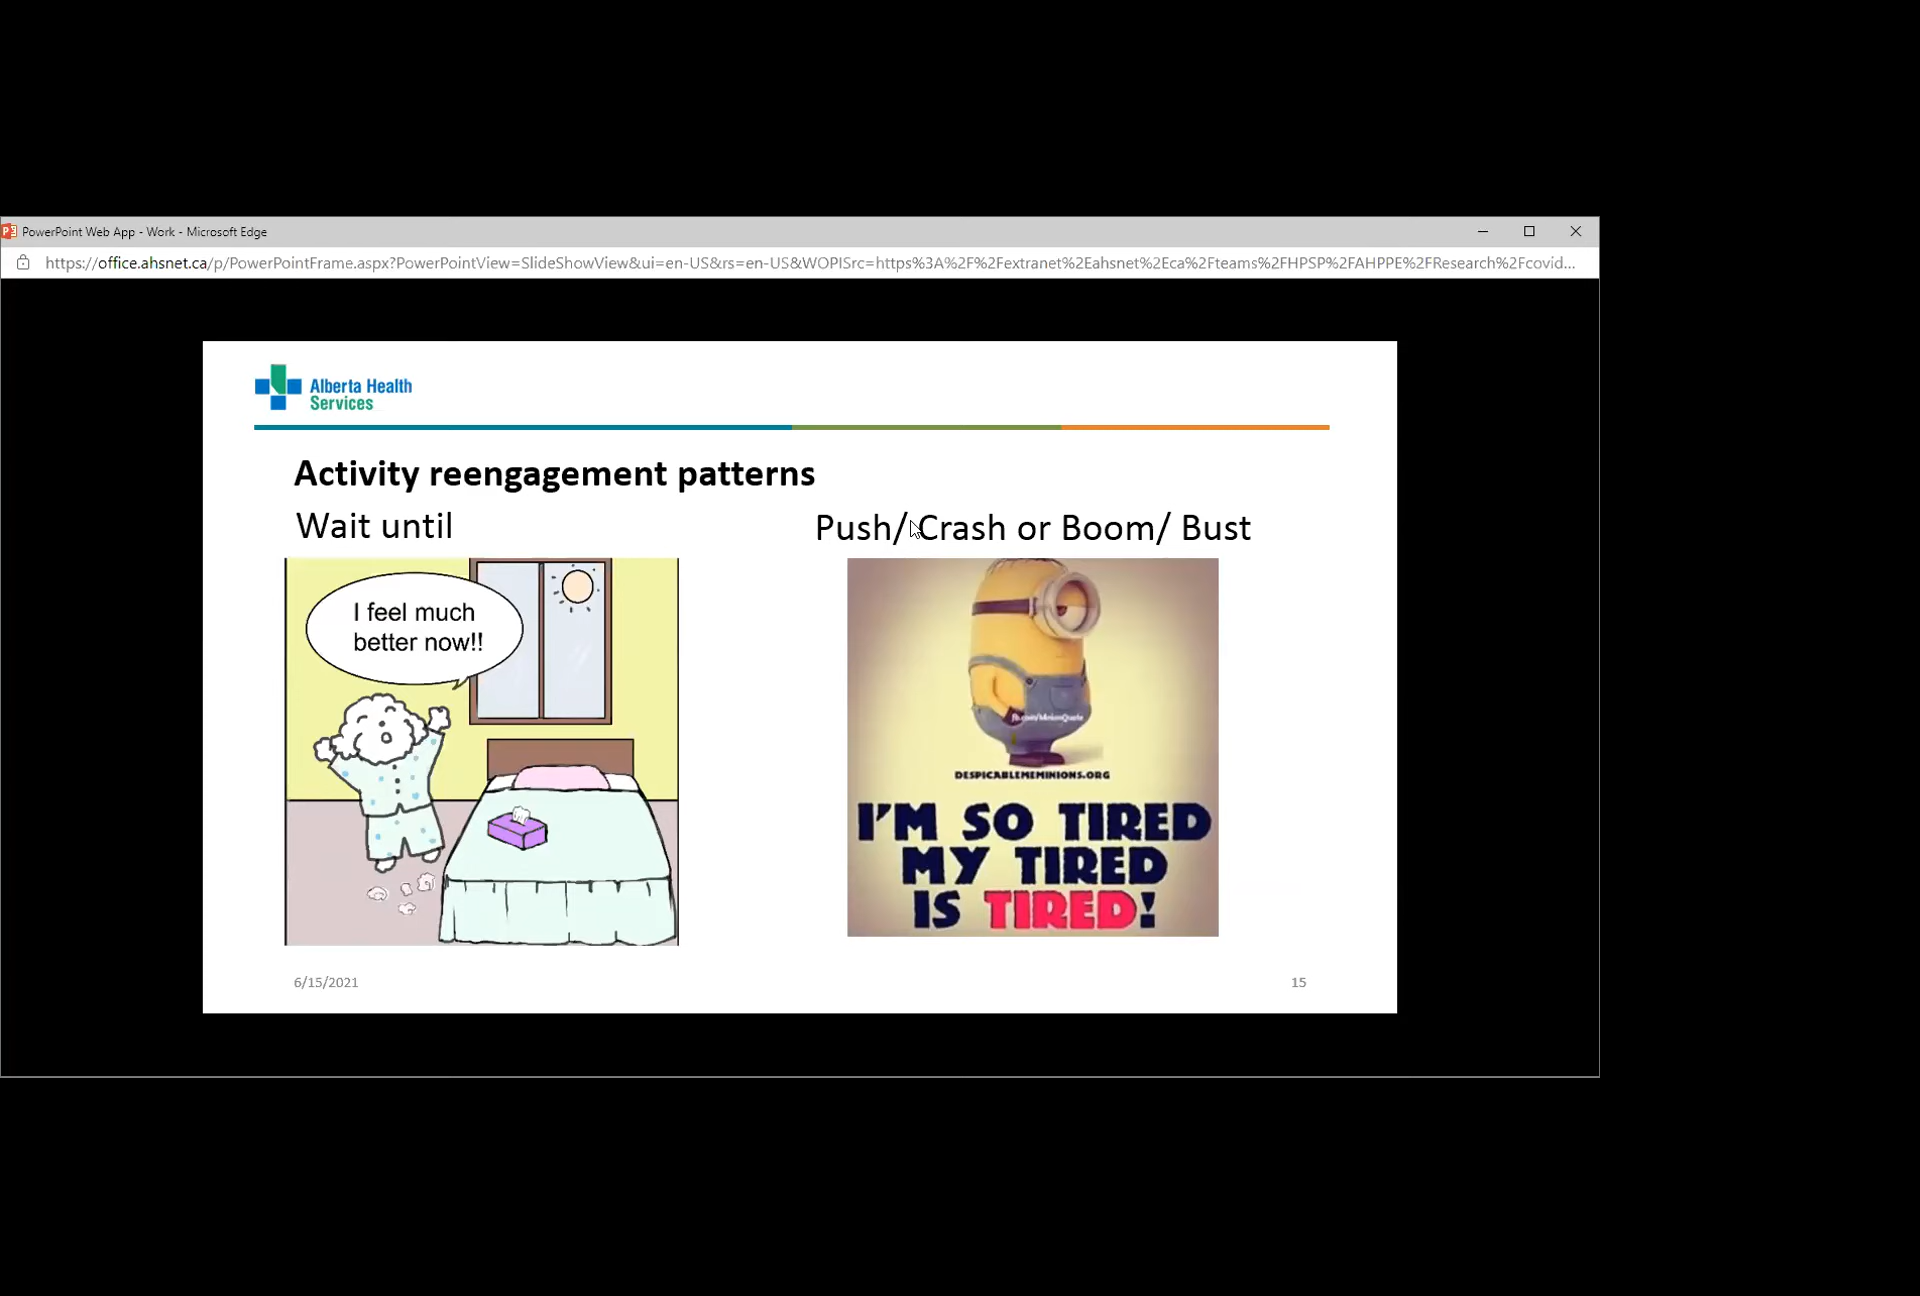 PowerPoint Web App - Work - Microsoft Edge
https://office.ahsnet.ca/p/PowerPointFrame.aspx?PowerPointView=SlideShowView&ui=en-US&rs=en-US&WOPISrc=https%3A%2F%2Fextranet%2Eahsnet%2Eca%2Fteams%2FHPSP%2FAHPPE%2FResearch%2Fcovid...
Alberta Health
Services
Activity reengagement patterns
Wait until
I feel much
better now!!
Push/ Crash or Boom/ Bust
fb.com/MinionQuote
DESPICABLEMEMINIONS.ORG
I'M SO TIRED
MY TIRED
IS TIRED!
6/15/2021
15